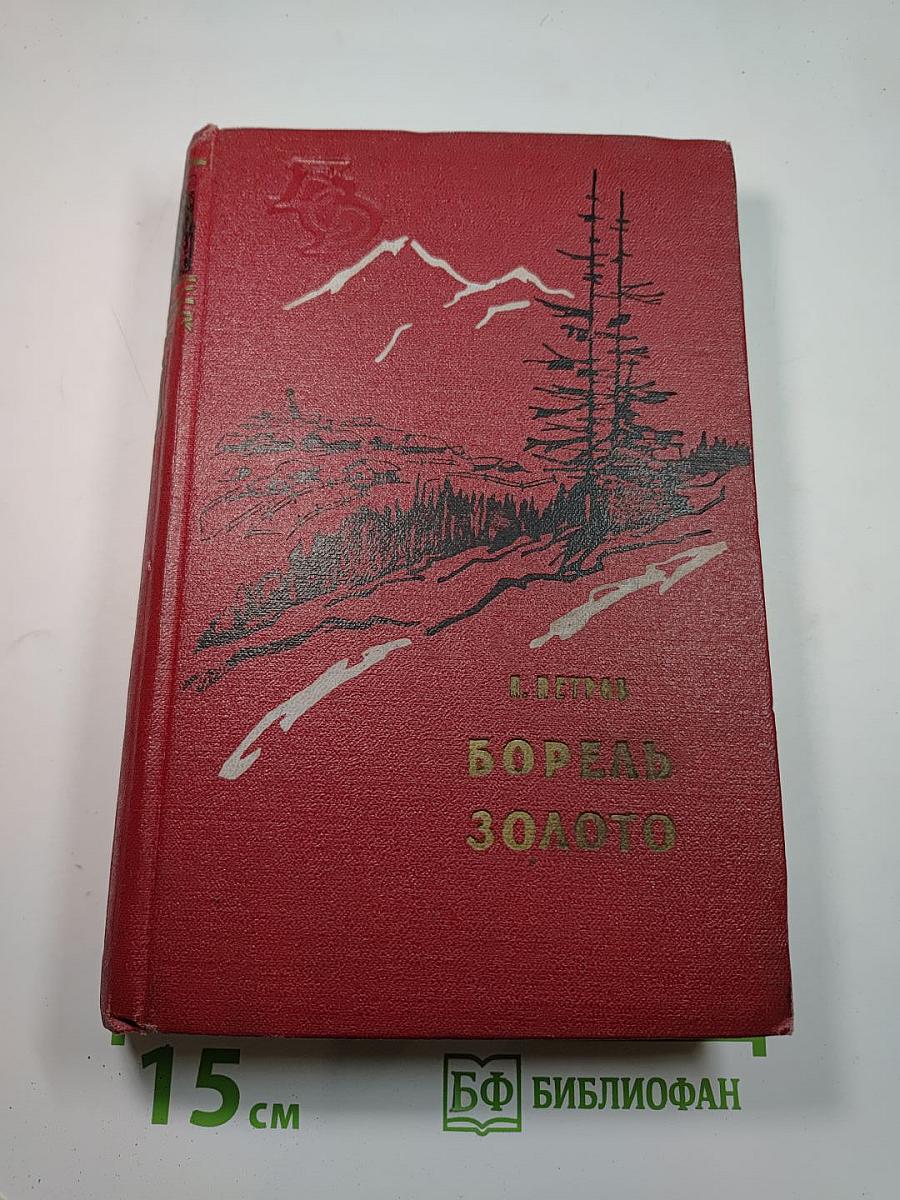 П. ПЕТРОВ
БОРЕЛЬ
ЗОЛОТО
15 см
БФ БИБЛИОФАН